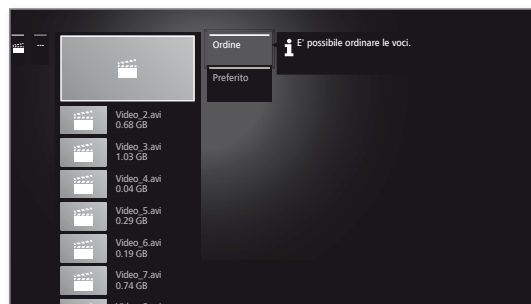 ...
Ordine
E' possibile ordinare le voci.
Preferito
Video_2.avi
0.68 GB
Video_3.avi
1.03 GB
Video_4.avi
0.04 GB
Video_5.avi
0.29 GB
Video_6.avi
0.19 GB
Video_7.avi
0.74 GB